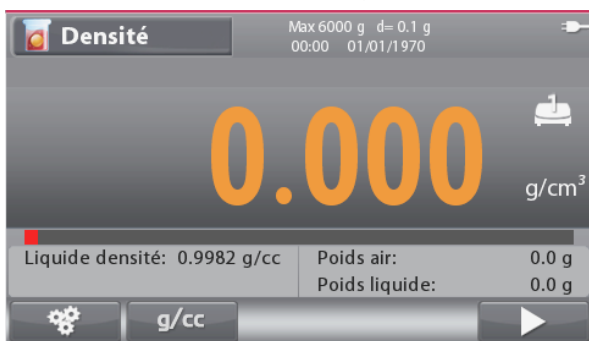 Densité
Max 6000 g d= 0.1 g
00:00 01/01/1970
1
0.000
g/cm³
Liquide densité: 0.9982 g/cc
Poids air: 0.0 g
Poids liquide: 0.0 g
g/cc